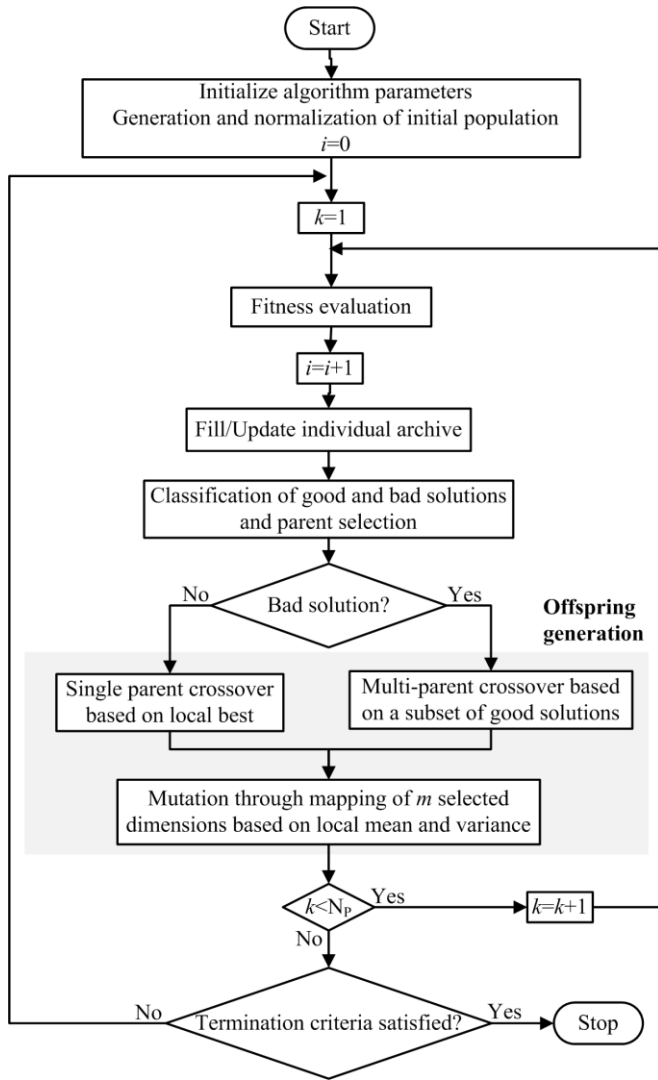 Start
Initialize algorithm parameters
Generation and normalization of initial population
i=0
k=1
Fitness evaluation
i=i+1
Fill/Update individual archive
Classification of good and bad solutions
and parent selection
No
Bad solution?
Yes
Offspring
generation
Single parent crossover
based on local best
Multi-parent crossover based
on a subset of good solutions
Mutation through mapping of m selected
dimensions based on local mean and variance
k<N_P
Yes
k=k+1
No
No
Termination criteria satisfied?
Yes
Stop